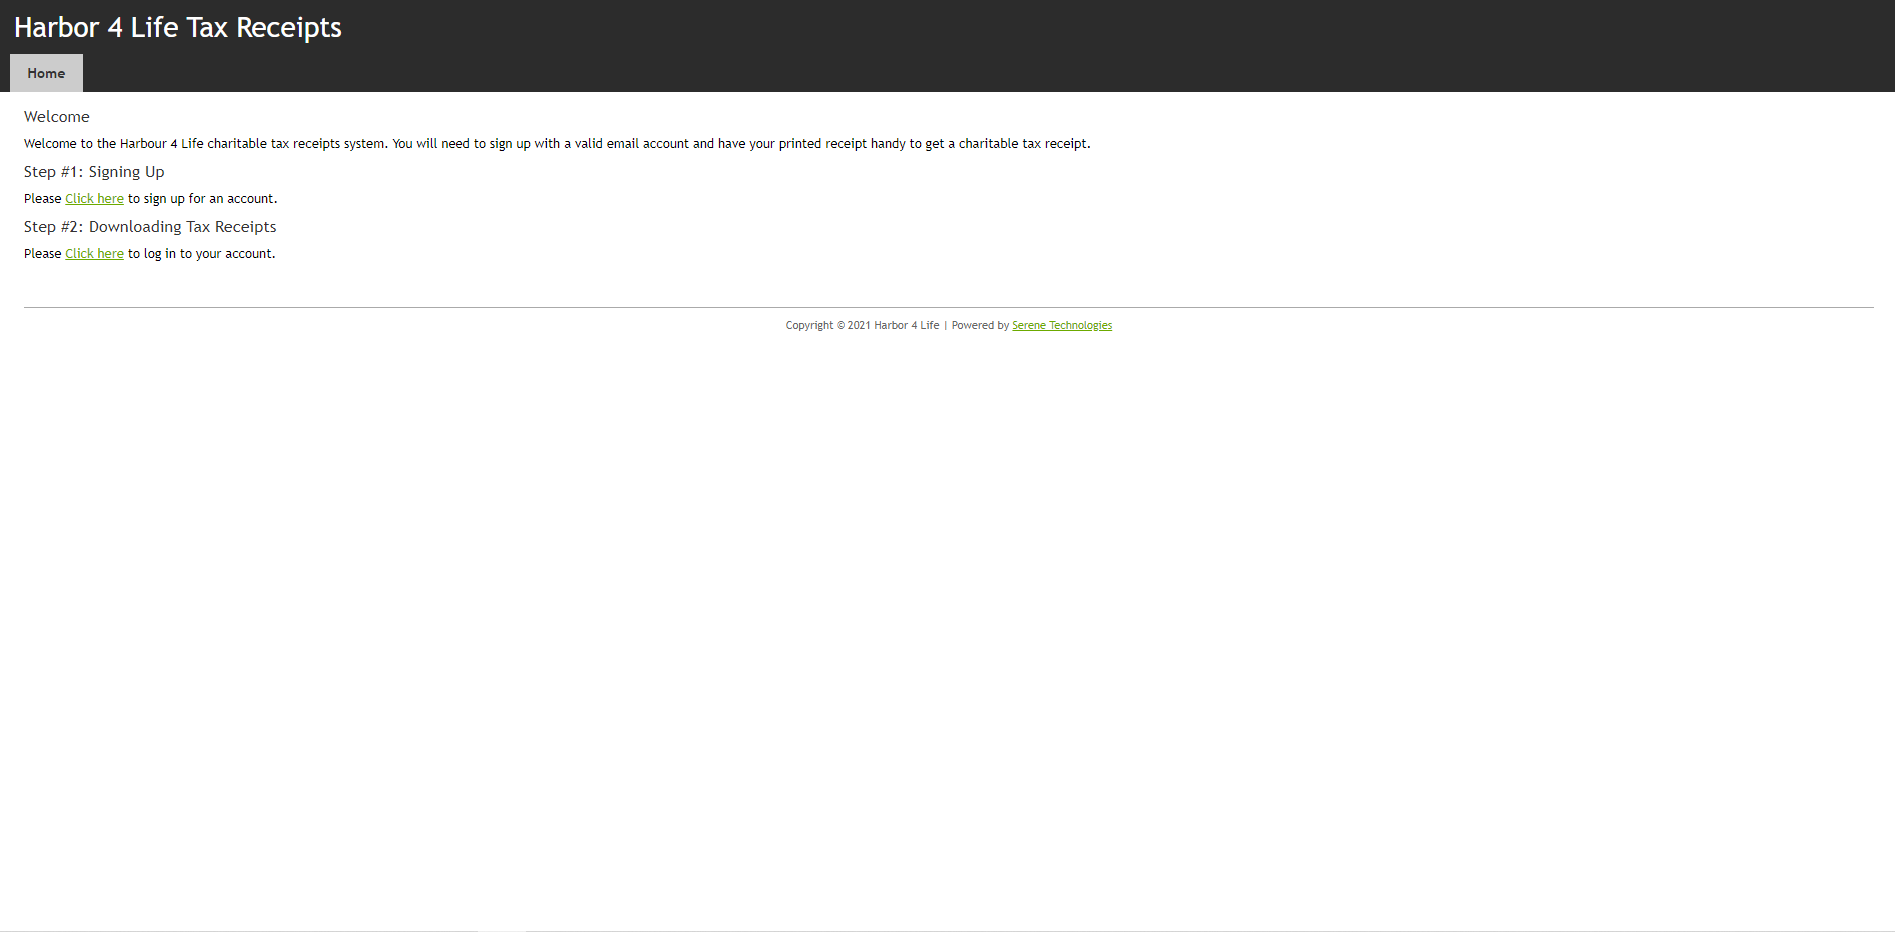 Harbor 4 Life Tax Receipts
Home
Welcome
Welcome to the Harbour 4 Life charitable tax receipts system. You will need to sign up with a valid email account and have your printed receipt handy to get a charitable tax receipt.
Step #1: Signing Up
Please Click here to sign up for an account.
Step #2: Downloading Tax Receipts
Please Click here to log in to your account.
Copyright © 2021 Harbor 4 Life | Powered by Serene Technologies